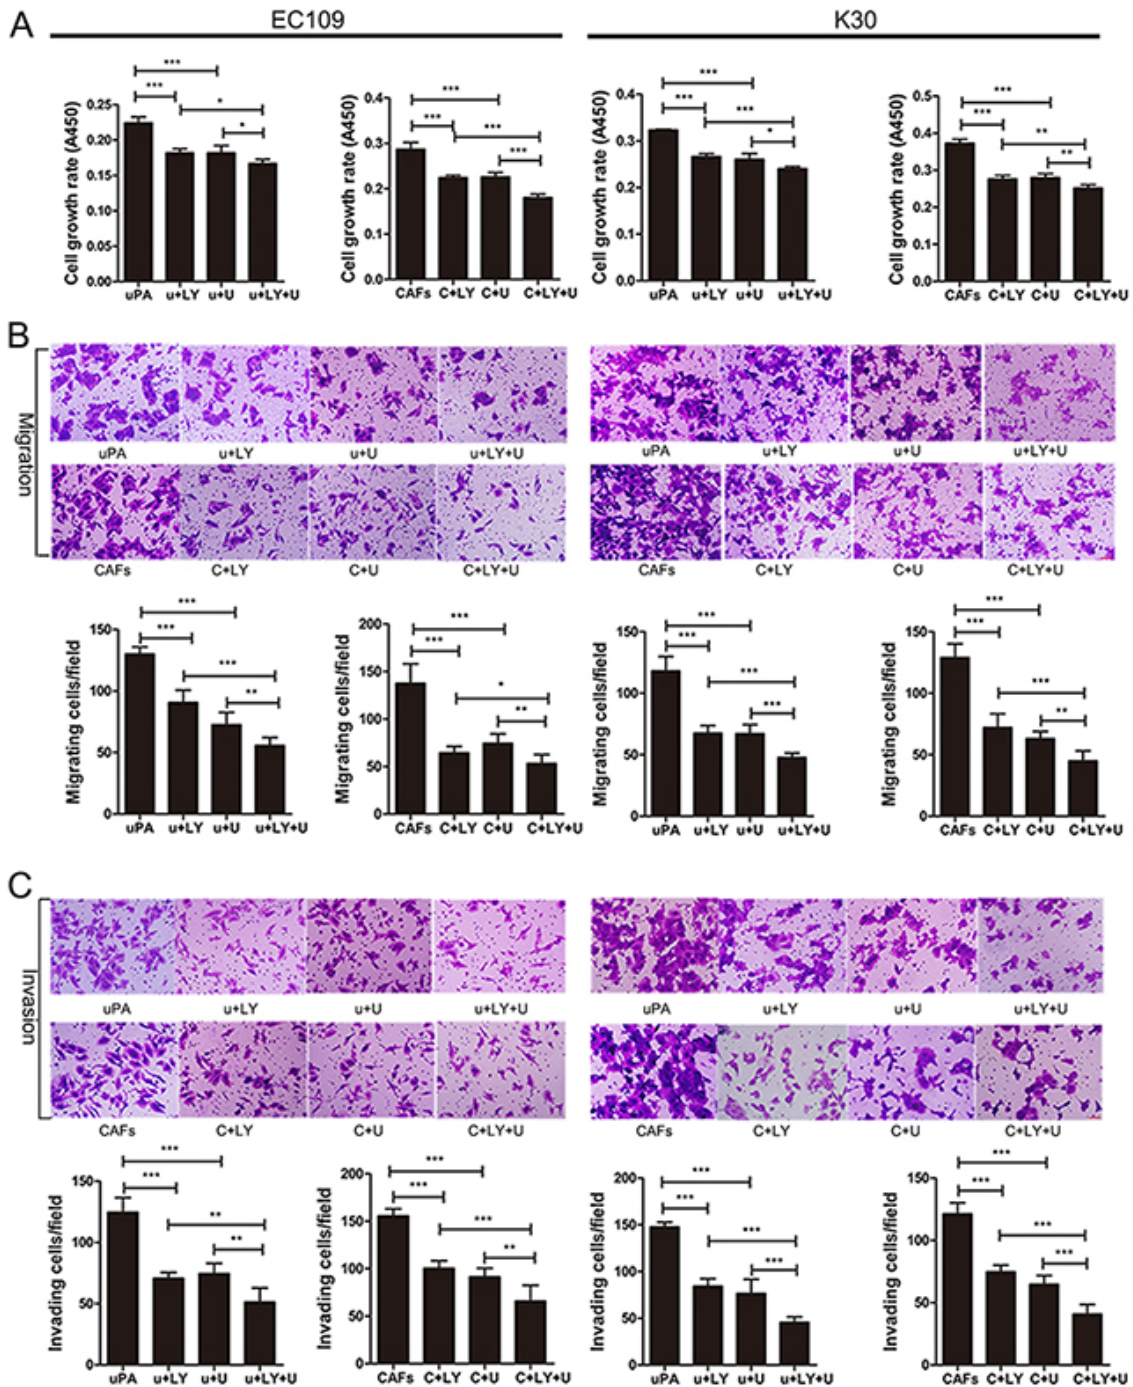 A
EC109
K30
Cell growth rate (A450)
0.25
0.20
0.15
0.10
0.05
0.00
***
***
*
*
uPA u+LY u+U u+LY+U
Cell growth rate (A450)
0.4
0.3
0.2
0.1
0.0
***
***
***
***
CAFs C+LY C+U C+LY+U
Cell growth rate (A450)
0.4
0.3
0.2
0.1
0.0
***
***
***
*
uPA u+LY u+U u+LY+U
Cell growth rate (A450)
0.5
0.4
0.3
0.2
0.1
0.0
***
***
**
**
CAFs C+LY C+U C+LY+U
B
Migration
uPA u+LY u+U u+LY+U
uPA u+LY u+U u+LY+U
CAFs C+LY C+U C+LY+U
CAFs C+LY C+U C+LY+U
Migrating cells/field
150
100
50
0
***
***
***
**
uPA u+LY u+U u+LY+U
Migrating cells/field
200
150
100
50
0
***
***
*
**
CAFs C+LY C+U C+LY+U
Migrating cells/field
150
100
50
0
***
***
***
***
uPA u+LY u+U u+LY+U
Migrating cells/field
150
100
50
0
***
***
***
**
CAFs C+LY C+U C+LY+U
C
Invasion
uPA u+LY u+U u+LY+U
uPA u+LY u+U u+LY+U
CAFs C+LY C+U C+LY+U
CAFs C+LY C+U C+LY+U
Invading cells/field
150
100
50
0
***
***
**
**
uPA u+LY u+U u+LY+U
Invading cells/field
200
150
100
50
0
***
***
***
**
CAFs C+LY C+U C+LY+U
Invading cells/field
200
150
100
50
0
***
***
***
***
uPA u+LY u+U u+LY+U
Invading cells/field
150
100
50
0
***
***
***
***
CAFs C+LY C+U C+LY+U